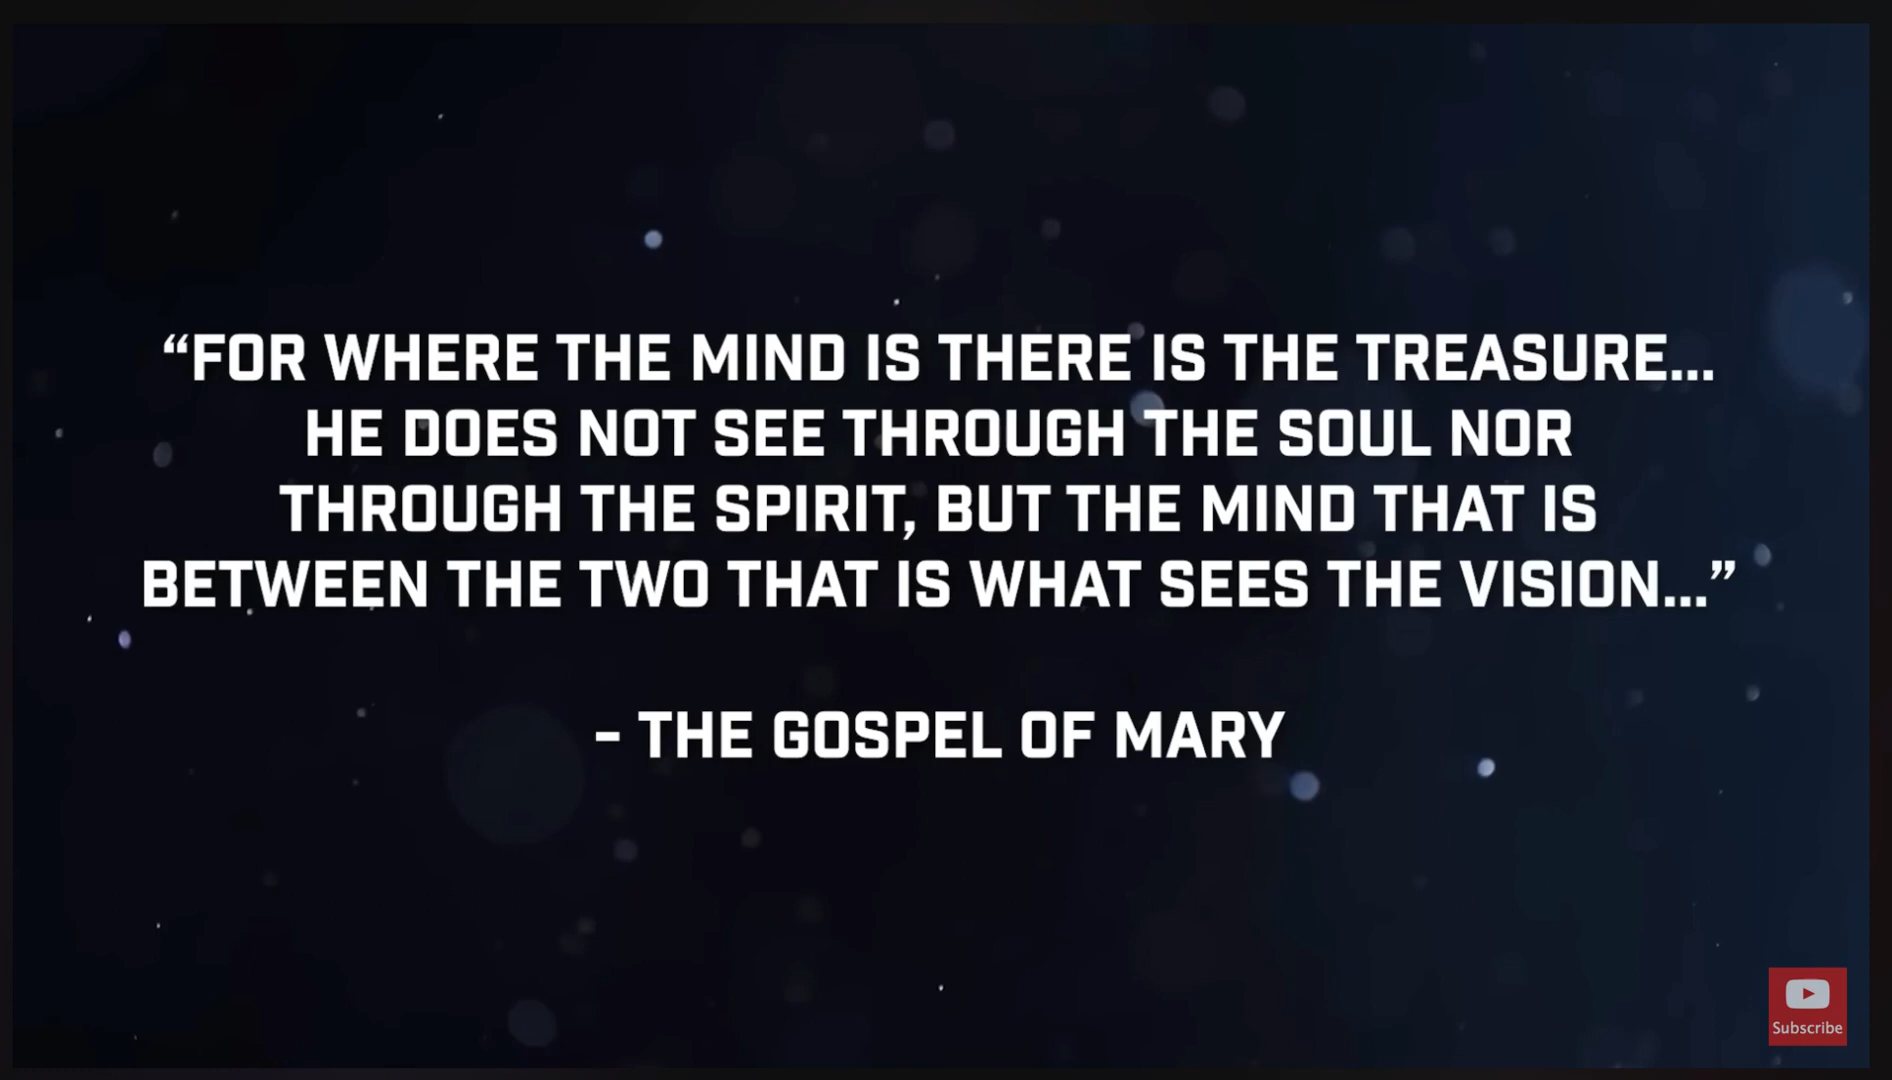 “FOR WHERE THE MIND IS THERE IS THE TREASURE...
HE DOES NOT SEE THROUGH THE SOUL NOR
THROUGH THE SPIRIT, BUT THE MIND THAT IS
BETWEEN THE TWO THAT IS WHAT SEES THE VISION...”
– THE GOSPEL OF MARY
Subscribe